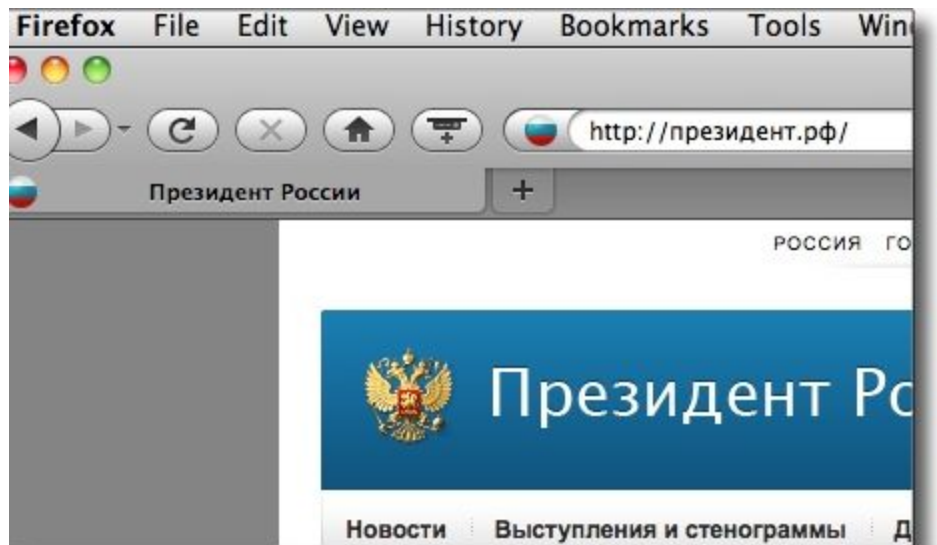 Firefox File Edit View History Bookmarks Tools
http://президент.рф/
Президент России
РОССИЯ
Президент
Новости Выступления и стенограммы